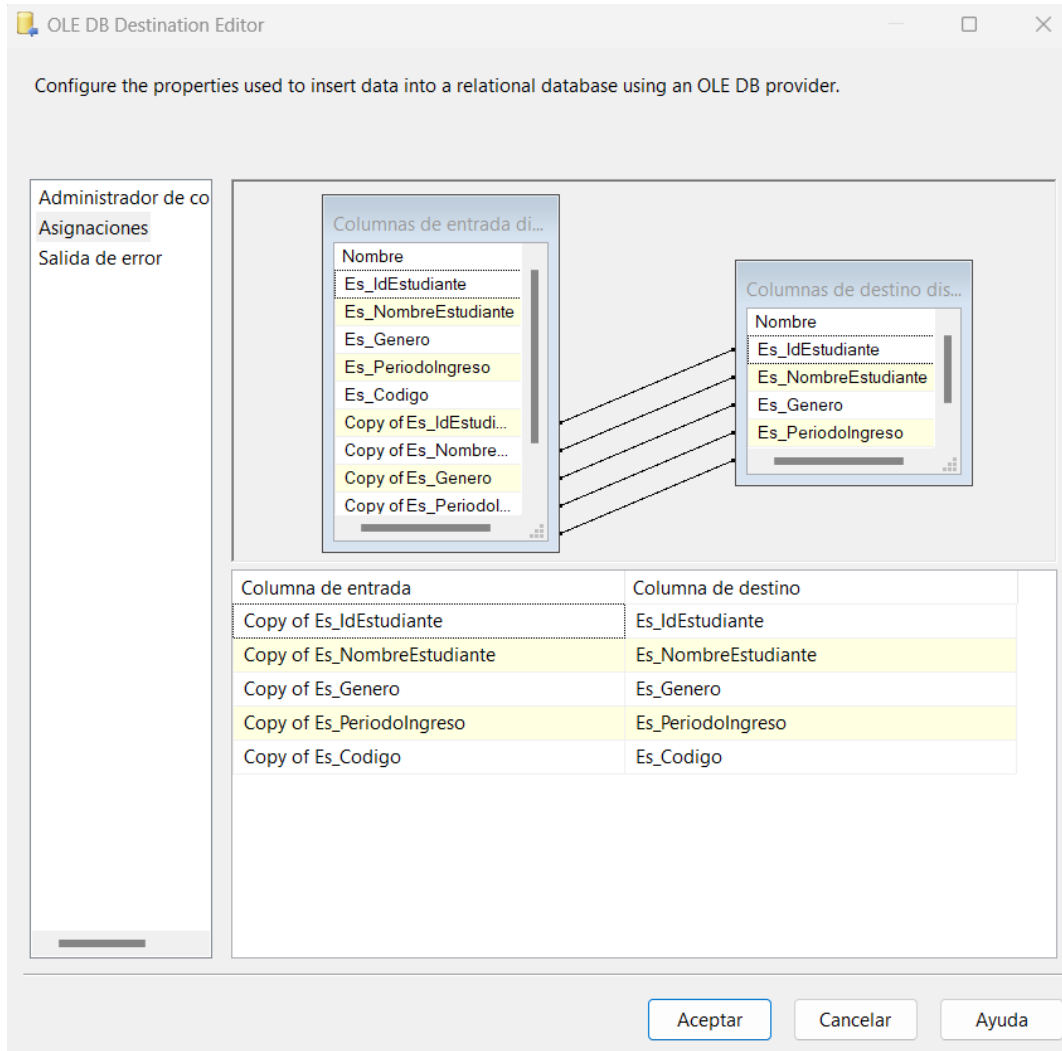 OLE DB Destination Editor
Configure the properties used to insert data into a relational database using an OLE DB provider.
Administrador de co
Asignaciones
Salida de error
Columnas de entrada di...
Nombre
Es_IdEstudiante
Es_NombreEstudiante
Es_Genero
Es_PeriodoIngreso
Es_Codigo
Copy of Es_IdEstudi...
Copy of Es_Nombre...
Copy of Es_Genero
Copy of Es_PeriodoI...
Columnas de destino dis...
Nombre
Es_IdEstudiante
Es_NombreEstudiante
Es_Genero
Es_PeriodoIngreso
Columna de entrada Columna de destino
Copy of Es_IdEstudiante Es_IdEstudiante
Copy of Es_NombreEstudiante Es_NombreEstudiante
Copy of Es_Genero Es_Genero
Copy of Es_PeriodoIngreso Es_PeriodoIngreso
Copy of Es_Codigo Es_Codigo
Aceptar Cancelar Ayuda